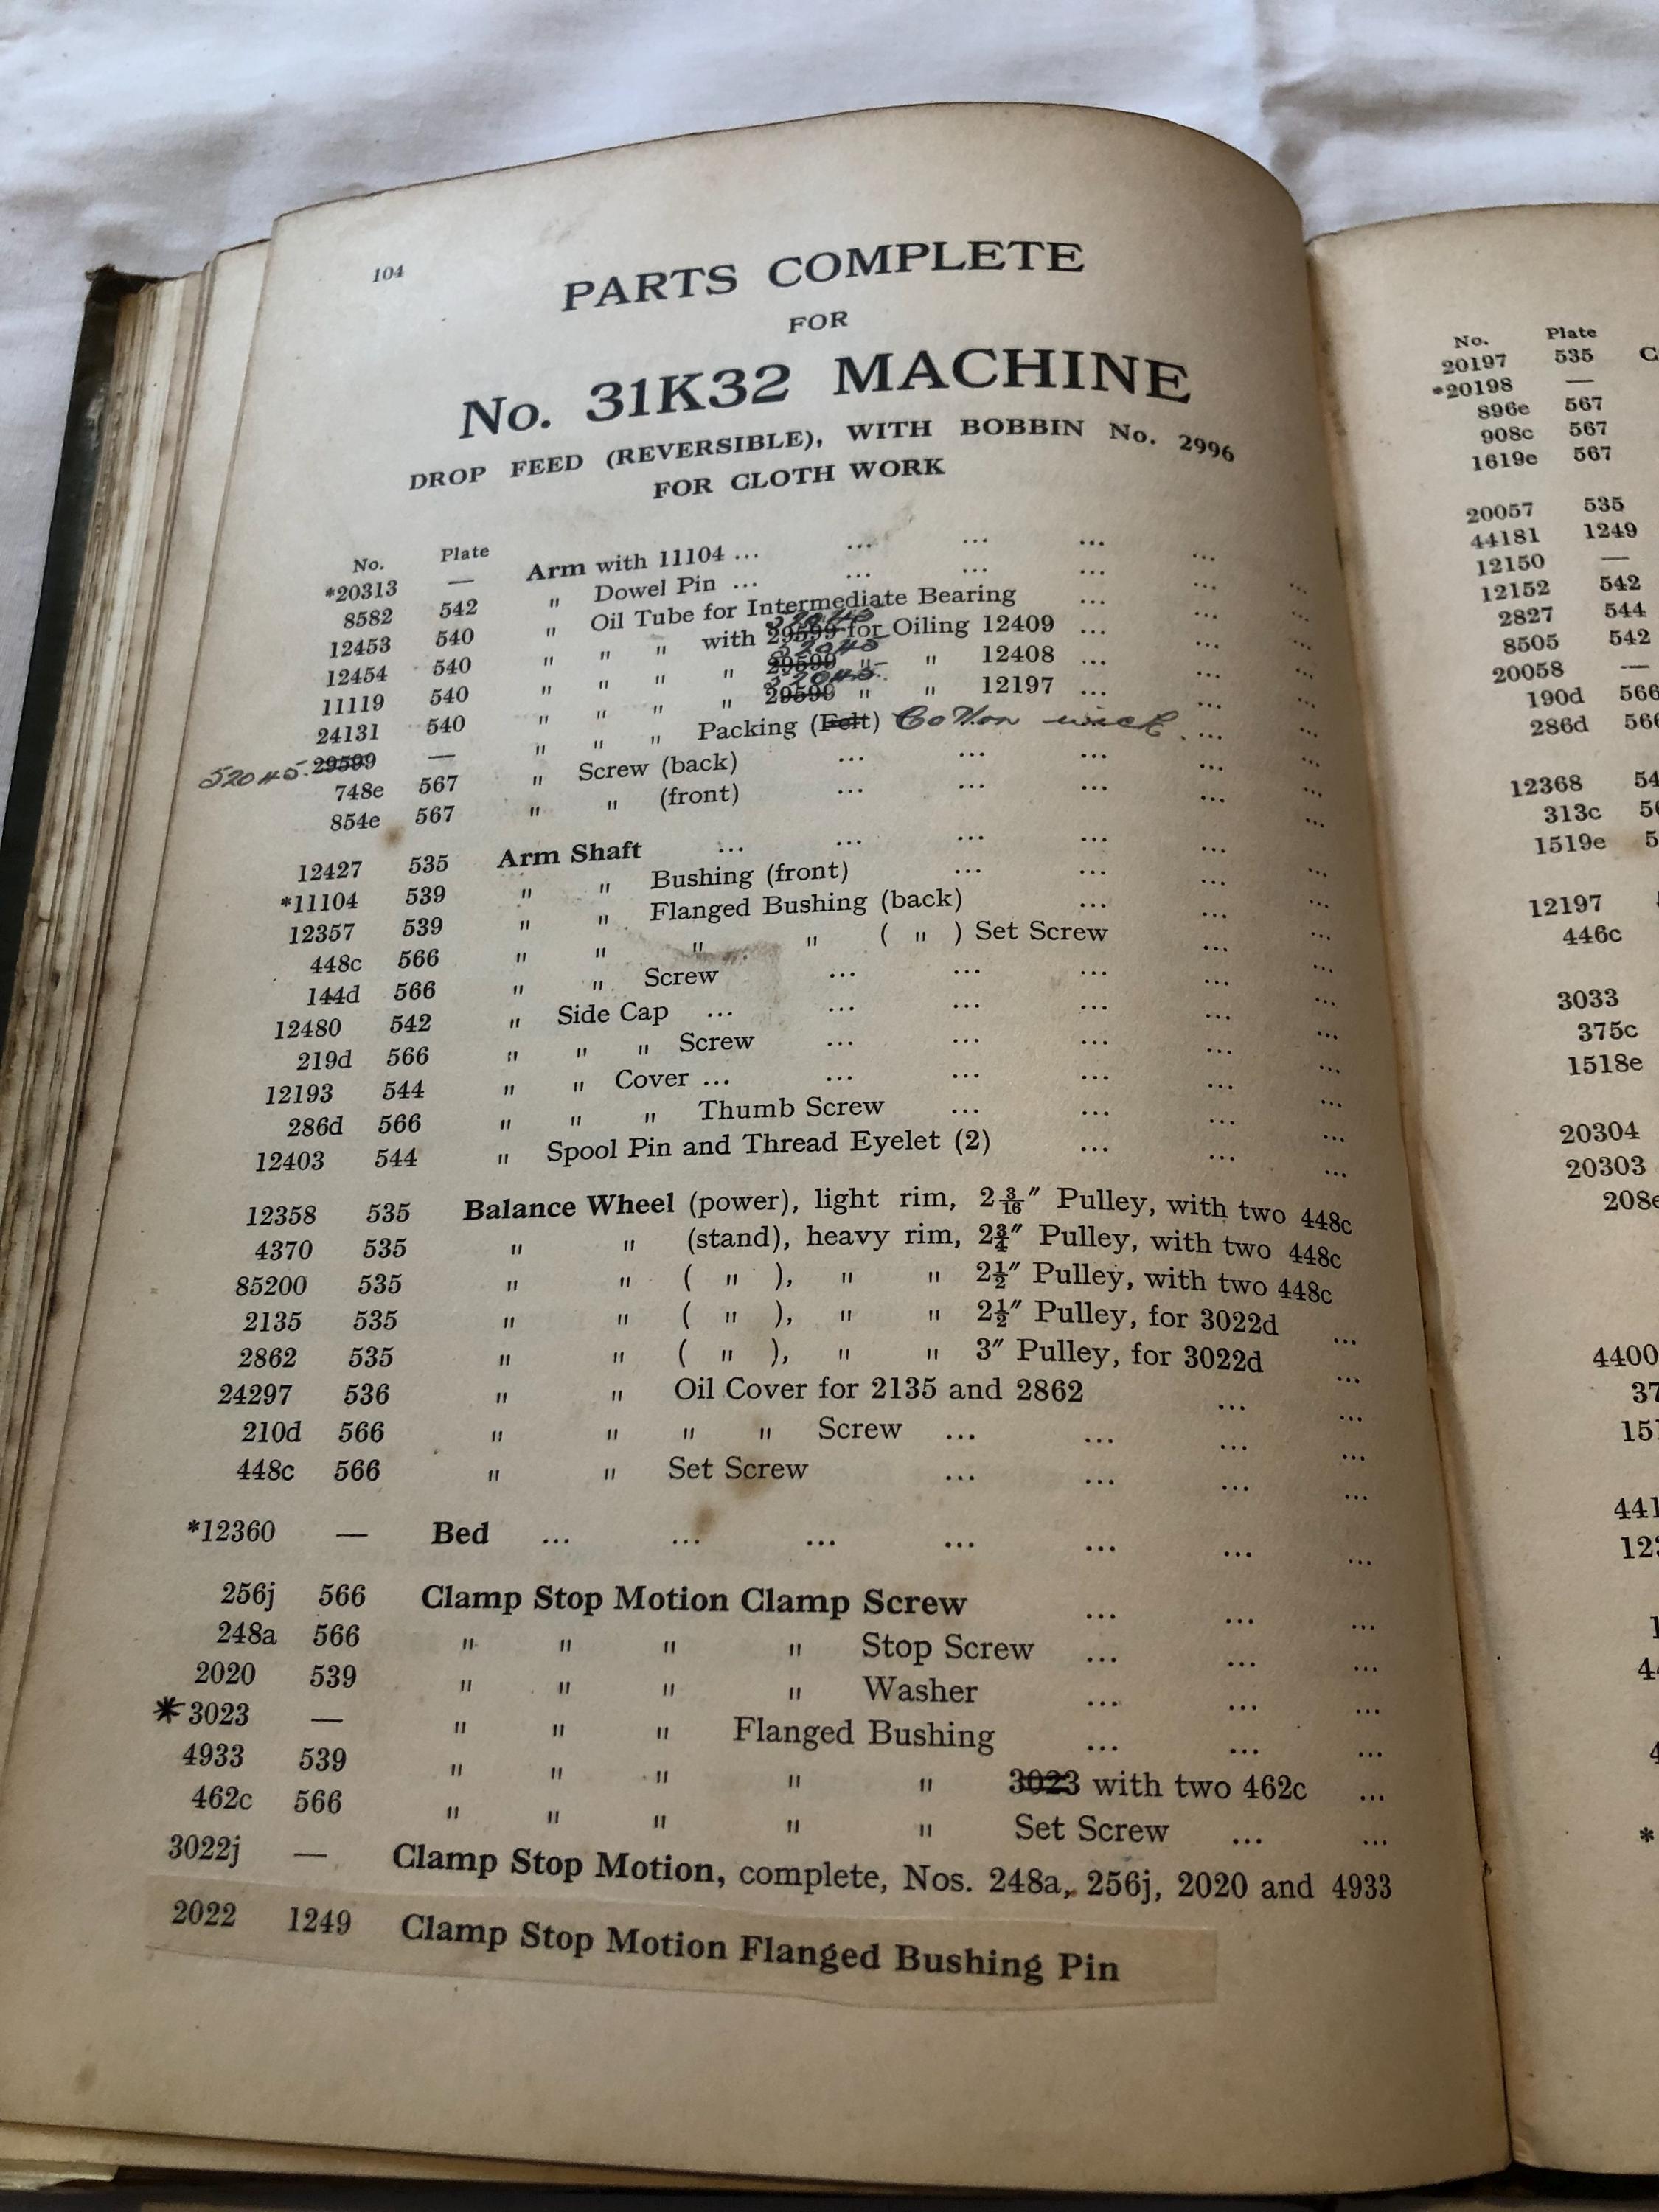 104
PARTS COMPLETE
FOR
No. 31K32 MACHINE
DROP FEED (REVERSIBLE), WITH BOBBIN No. 2996
FOR CLOTH WORK
No. Plate
*20313 — Arm with 11104 ... ... ... ... ...
8582 542 " Dowel Pin ... ... ... ... ... ...
12453 540 " Oil Tube for Intermediate Bearing ... ... ...
52045
12454 540 " " " with 29599 for Oiling 12409 ... ... ...
52045
11119 540 " " " " 29599 " " 12408 ... ... ...
52045
24131 540 " " " " 29599 " " 12197 ... ... ...
52045 29599 — " " " Packing (Felt) Cotton wick ... ...
748e 567 " Screw (back) ... ... ... ... ...
854e 567 " " (front) ... ... ... ... ...
12427 535 Arm Shaft ... ... ... ... ... ...
*11104 539 " " Bushing (front) ... ... ... ...
12357 539 " " Flanged Bushing (back) ... ... ...
448c 566 " " " " ( " ) Set Screw ... ...
144d 566 " " Screw ... ... ... ... ...
12480 542 " Side Cap ... ... ... ... ... ...
219d 566 " " " Screw ... ... ... ... ...
12193 544 " " Cover ... ... ... ... ... ...
286d 566 " " " Thumb Screw ... ... ... ...
12403 544 " Spool Pin and Thread Eyelet (2) ... ... ...
12358 535 Balance Wheel (power), light rim, 2 3/16″ Pulley, with two 448c
4370 535 " " (stand), heavy rim, 2¾″ Pulley, with two 448c
85200 535 " " ( " ), " " 2½″ Pulley, with two 448c
2135 535 " " ( " ), " " 2½″ Pulley, for 3022d ...
2862 535 " " ( " ), " " 3″ Pulley, for 3022d ...
24297 536 " " Oil Cover for 2135 and 2862 ... ...
210d 566 " " " " Screw ... ... ... ...
448c 566 " " Set Screw ... ... ... ...
*12360 — Bed ... ... ... ... ... ... ...
256j 566 Clamp Stop Motion Clamp Screw ... ... ...
248a 566 " " " " Stop Screw ... ... ...
2020 539 " " " " Washer ... ... ...
*3023 — " " " Flanged Bushing ... ... ...
4933 539 " " " " " 3023 with two 462c ...
462c 566 " " " " " Set Screw ... ...
3022j — Clamp Stop Motion, complete, Nos. 248a, 256j, 2020 and 4933
2022 1249 Clamp Stop Motion Flanged Bushing Pin
No. Plate
20197 535
*20198 —
896e 567
908c 567
1619e 567
20057 535
44181 1249
12150 —
12152 542
2827 544
8505 542
20058 —
190d 566
286d
12368
313c
1519e
12197
446c
3033
375c
1518e
20304
20303